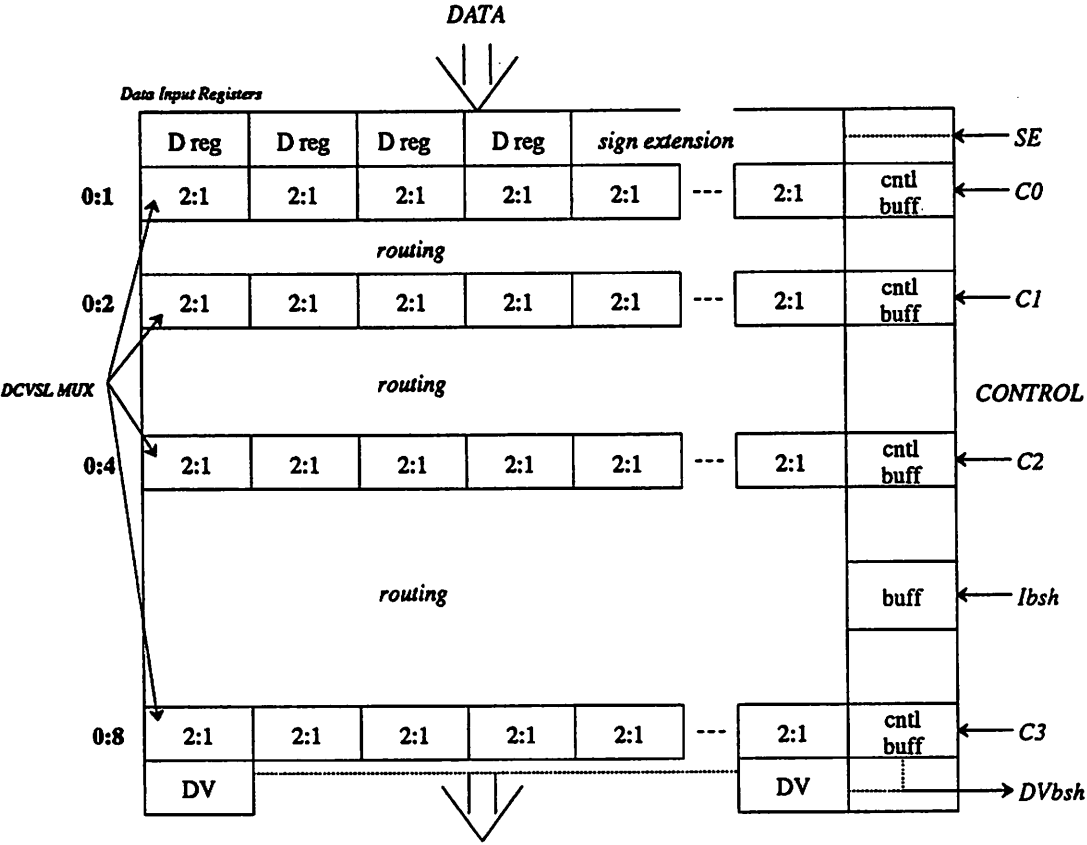 DATA
Data Input Registers
D reg D reg D reg D reg sign extension SE
0:1 2:1 2:1 2:1 2:1 2:1 --- 2:1 cntl buff C0
routing
0:2 2:1 2:1 2:1 2:1 2:1 --- 2:1 cntl buff C1
DCVSL MUX routing CONTROL
0:4 2:1 2:1 2:1 2:1 2:1 --- 2:1 cntl buff C2
routing buff Ibsh
0:8 2:1 2:1 2:1 2:1 2:1 --- 2:1 cntl buff C3
DV DV DVbsh